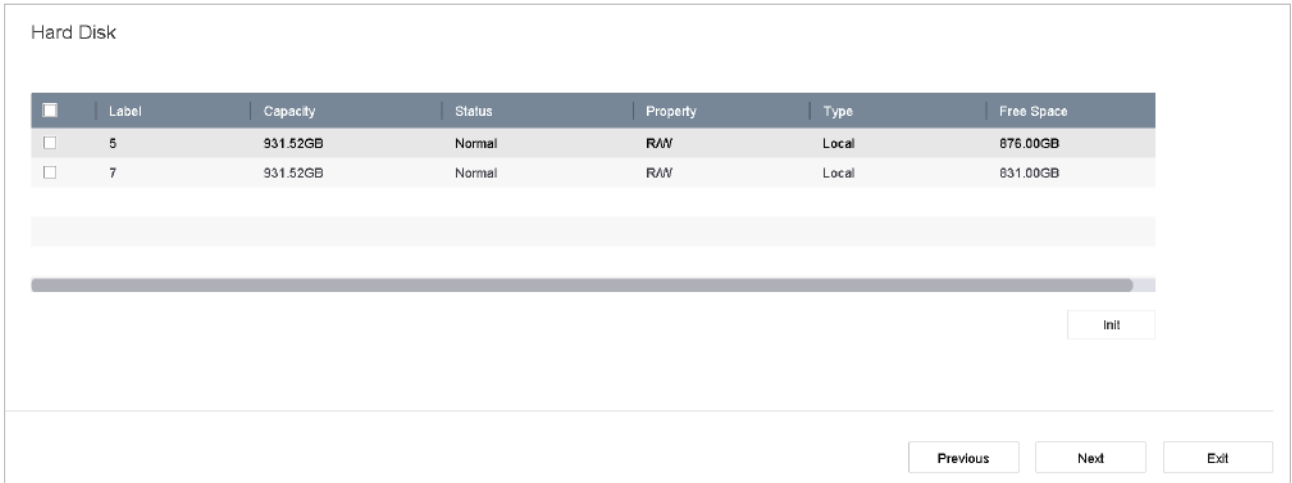 Hard Disk
Label Capacity Status Property Type Free Space
5 931.52GB Normal R/W Local 876.00GB
7 931.52GB Normal R/W Local 831.00GB
Init
Previous Next Exit